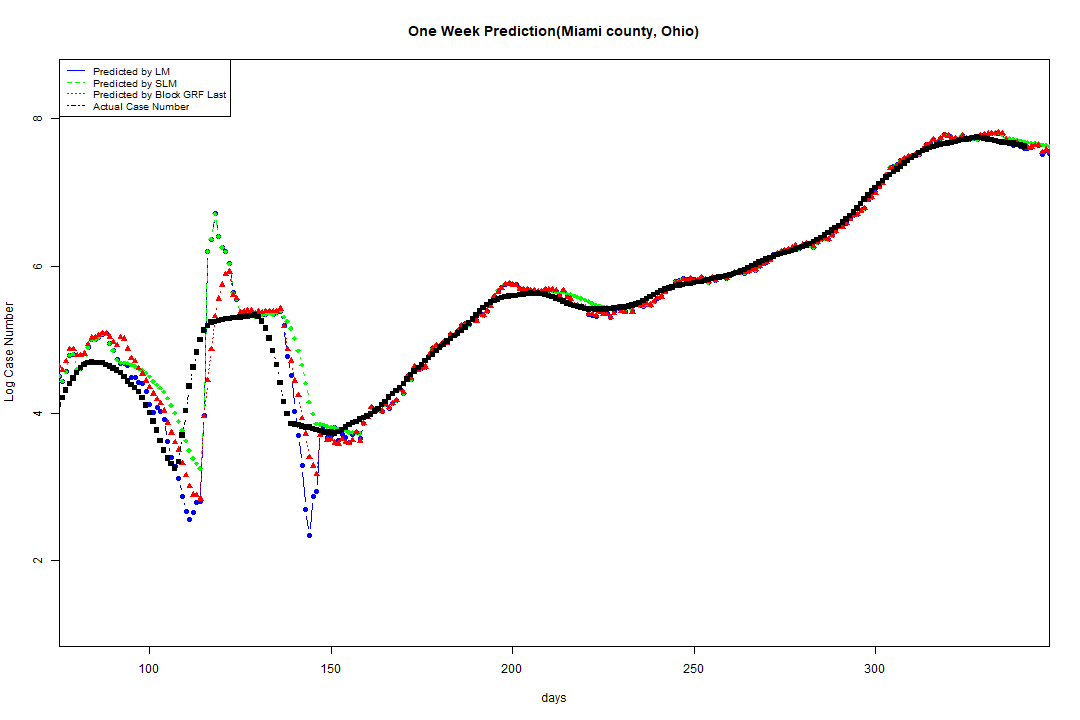 One Week Prediction(Miami county, Ohio)
Predicted by LM
Predicted by SLM
Predicted by Block GRF Last
Actual Case Number
8
6
4
2
Log Case Number
100 150 200 250 300
days